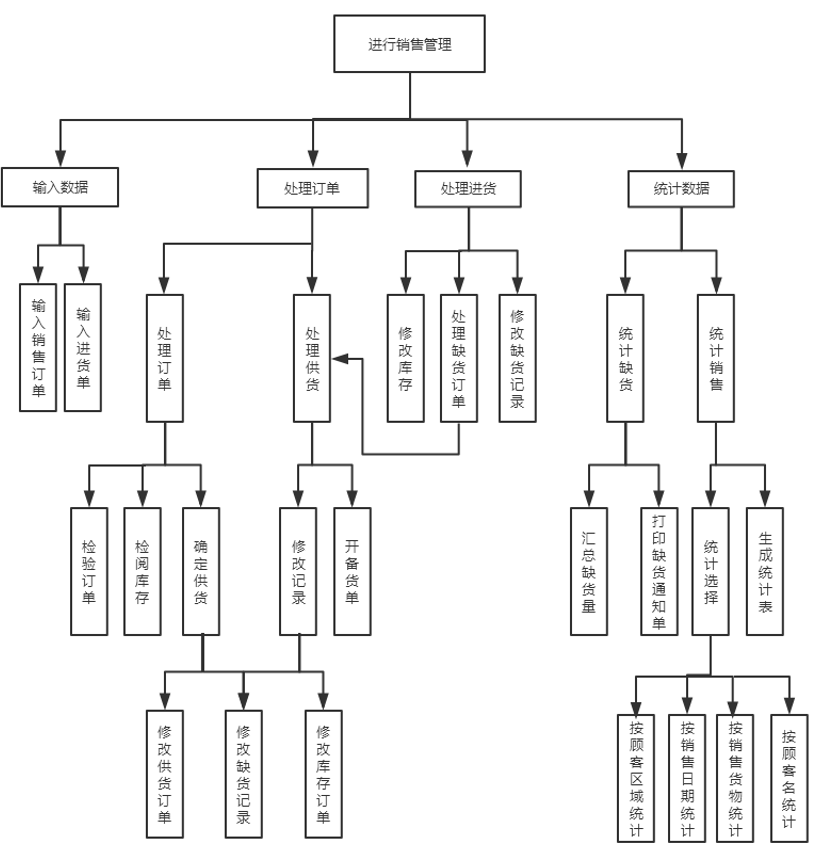 进行销售管理
输入数据
处理订单
处理进货
统计数据
输入销售订单
输入进货单
处理订单
处理供货
修改库存
处理缺货订单
修改缺货记录
统计缺货
统计销售
检验订单
检阅库存
确定供货
修改记录
开备货单
汇总缺货量
打印缺货通知单
统计选择
生成统计表
修改供货订单
修改缺货记录
修改库存订单
按顾客区域统计
按销售日期统计
按销售货物统计
按顾客名统计